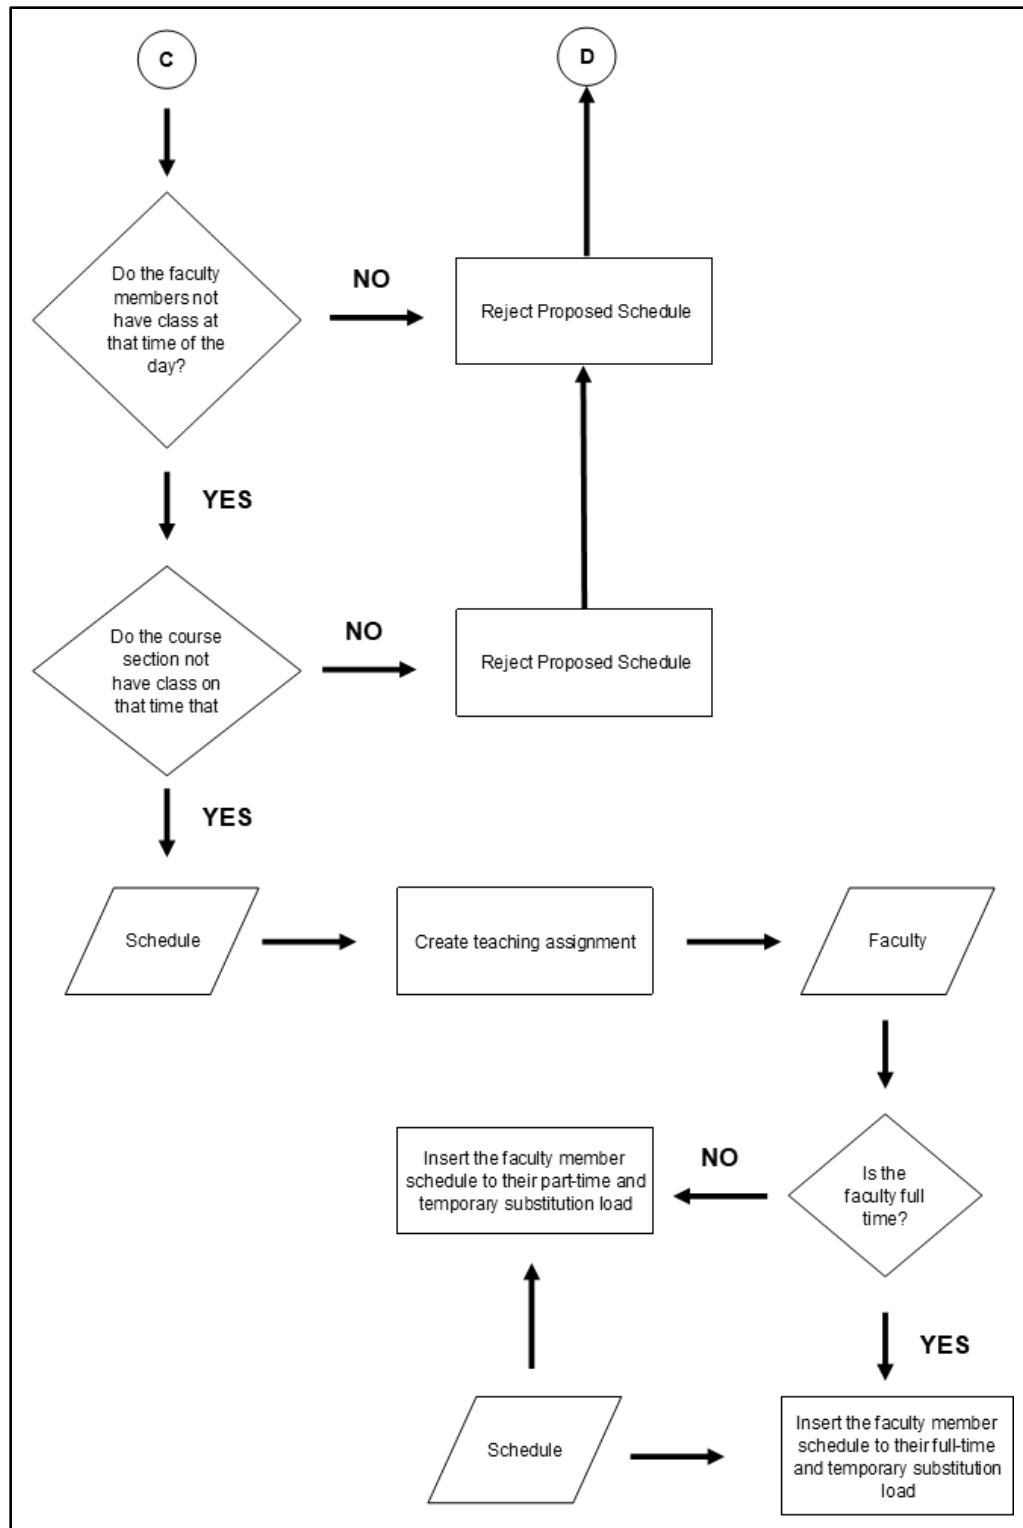 C
D
Do the faculty
members not
have class at
that time of the
day?
NO
Reject Proposed Schedule
YES
Do the course
section not
have class on
that time that
NO
Reject Proposed Schedule
YES
Schedule
Create teaching assignment
Faculty
Insert the faculty member
schedule to their part-time and
temporary substitution load
NO
Is the
faculty full
time?
YES
Schedule
Insert the faculty member
schedule to their full-time
and temporary substitution
load